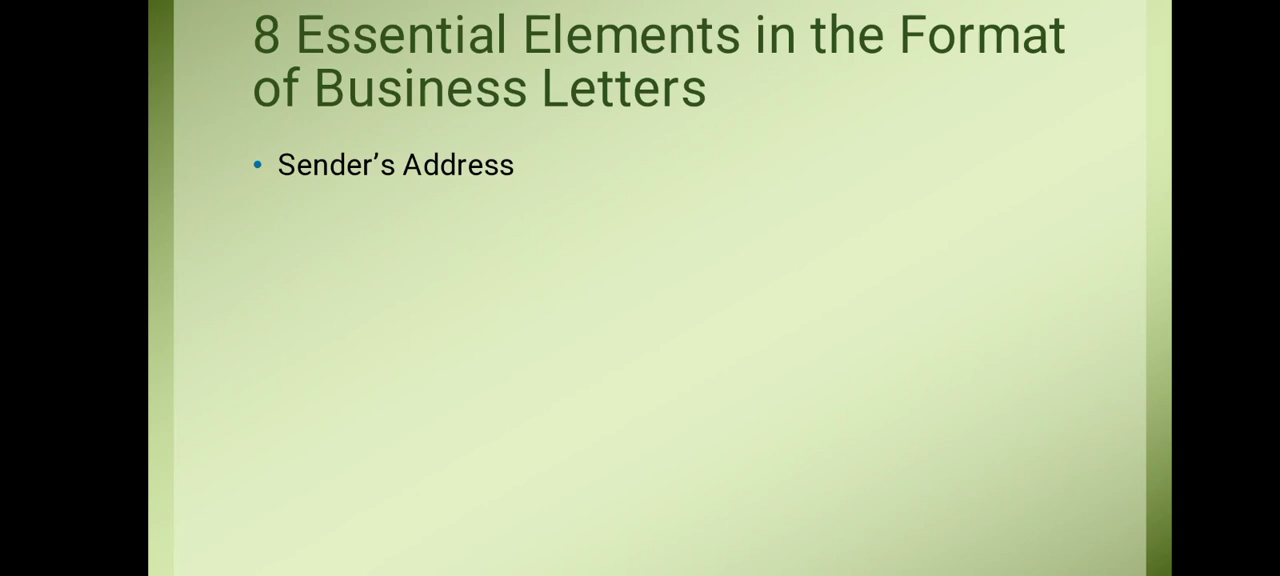 8 Essential Elements in the Format
of Business Letters
• Sender’s Address